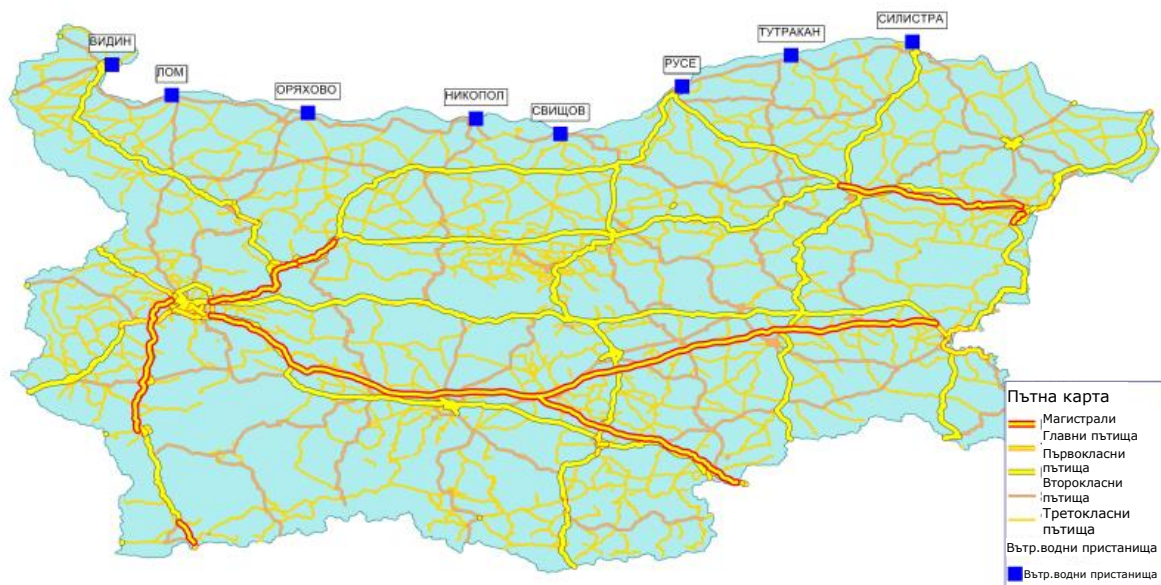 СИЛИСТРА
ТУТРАКАН
ВИДИН
РУСЕ
ЛОМ
ОРЯХОВО
НИКОПОЛ
СВИЩОВ
Пътна карта
Магистрали
Главни пътища
Първокласни
пътища
Второкласни
пътища
Третокласни
пътища
Вътр.водни пристанища
Вътр.водни пристанища